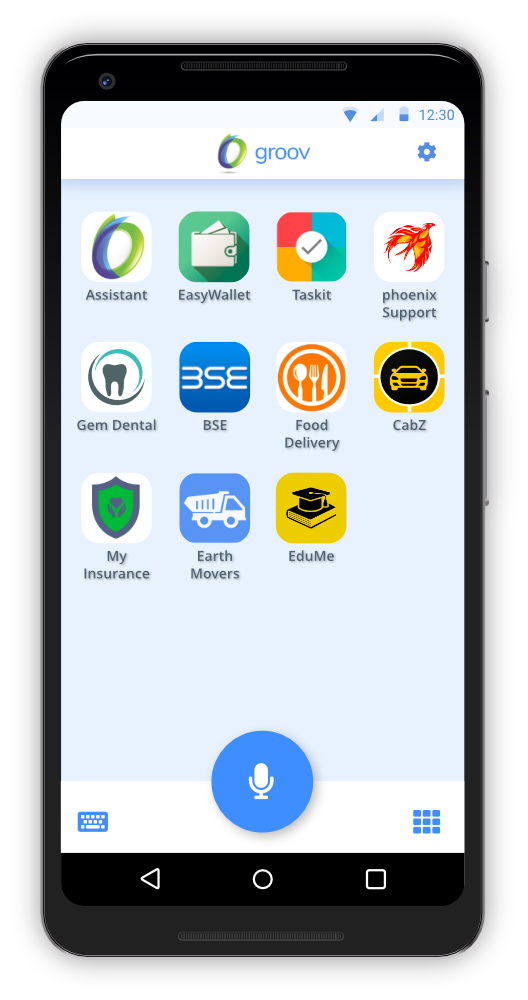 12:30
groov
Assistant
EasyWallet
Taskit
phoenix
Support
BSE
Gem Dental
BSE
Food
Delivery
CabZ
My
Insurance
Earth
Movers
EduMe